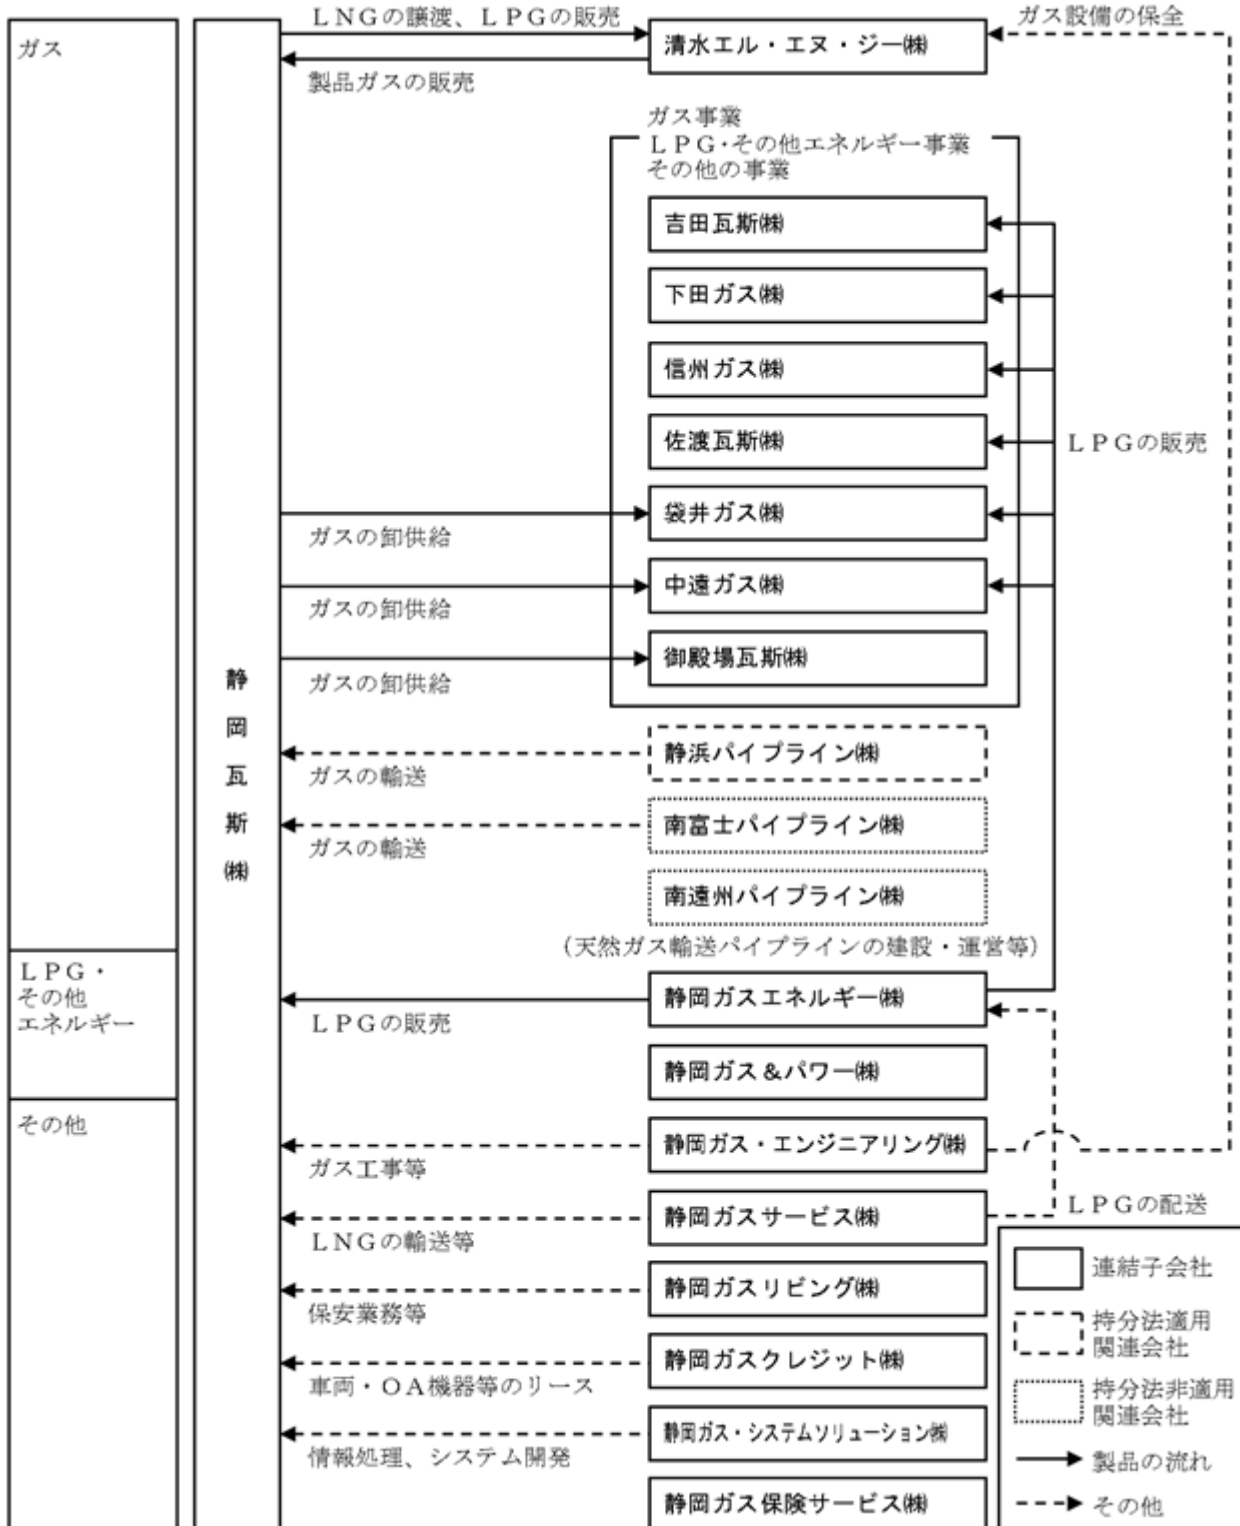 ガス
LNGの譲渡、LPGの販売
ガス設備の保全
清水エル・エヌ・ジー㈱
製品ガスの販売
ガス事業
LPG・その他エネルギー事業
その他の事業
吉田瓦斯㈱
下田ガス㈱
信州ガス㈱
佐渡瓦斯㈱
LPGの販売
袋井ガス㈱
ガスの卸供給
中遠ガス㈱
ガスの卸供給
御殿場瓦斯㈱
ガスの卸供給
静岡瓦斯㈱
静浜パイプライン㈱
ガスの輸送
南富士パイプライン㈱
ガスの輸送
南遠州パイプライン㈱
(天然ガス輸送パイプラインの建設・運営等)
LPG・
その他
エネルギー
静岡ガスエネルギー㈱
LPGの販売
静岡ガス&パワー㈱
その他
静岡ガス・エンジニアリング㈱
ガス工事等
静岡ガスサービス㈱
LPGの配送
LNGの輸送等
静岡ガスリビング㈱
保安業務等
静岡ガスクレジット㈱
車両・OA機器等のリース
静岡ガス・システムソリューション㈱
情報処理、システム開発
静岡ガス保険サービス㈱
連結子会社
持分法適用
関連会社
持分法非適用
関連会社
製品の流れ
その他